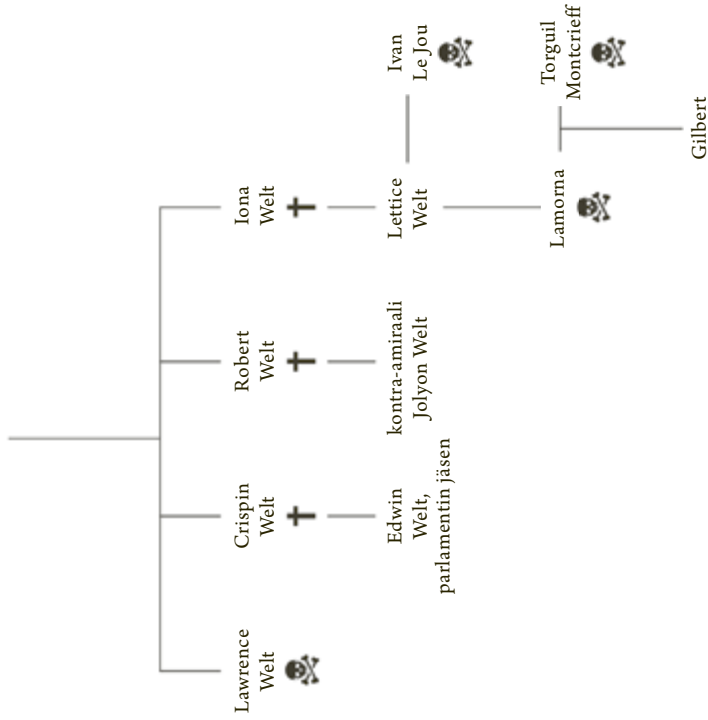 Lawrence
Welt
Crispin
Welt
Robert
Welt
Iona
Welt
Edwin
Welt,
parlamentin jäsen
kontra-amiraali
Jolyon Welt
Lettice
Welt
Ivan
Le Jou
Lamorna
Torguil
Montcrieff
Gilbert